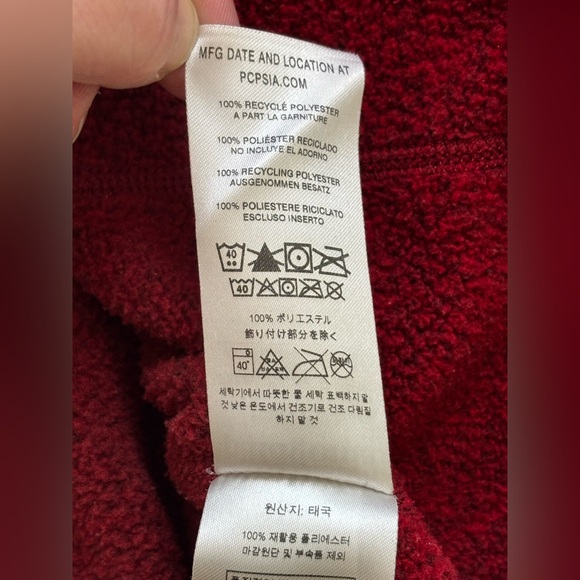 MFG DATE AND LOCATION AT
PCPSIA.COM
100% RECYCLÉ POLYESTER
A PART LA GARNITURE
100% POLIÉSTER RECICLADO
NO INCLUYE EL ADORNO
100% RECYCLING POLYESTER
AUSGENOMMEN BESATZ
100% POLIESTERE RICICLATO
ESCLUSO INSERTO
40
40
100% ポリエステル
飾り付け部分を除く
40°
세탁기에서 따뜻한 물 세탁 표백하지 말
것 낮은 온도에서 건조기로 건조 다림질
하지 말 것
원산지: 태국
100% 재활용 폴리에스터
마감원단 및 부속품 제외